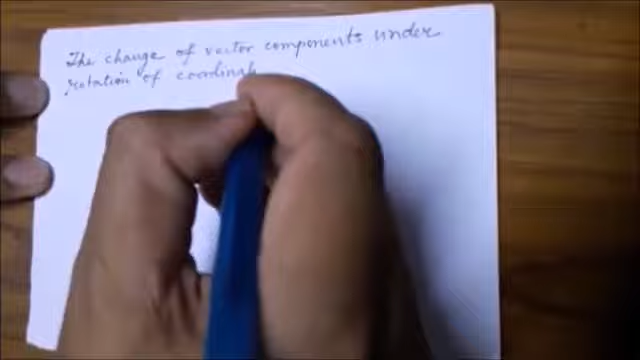 The change of vector components under
rotation of coordinat